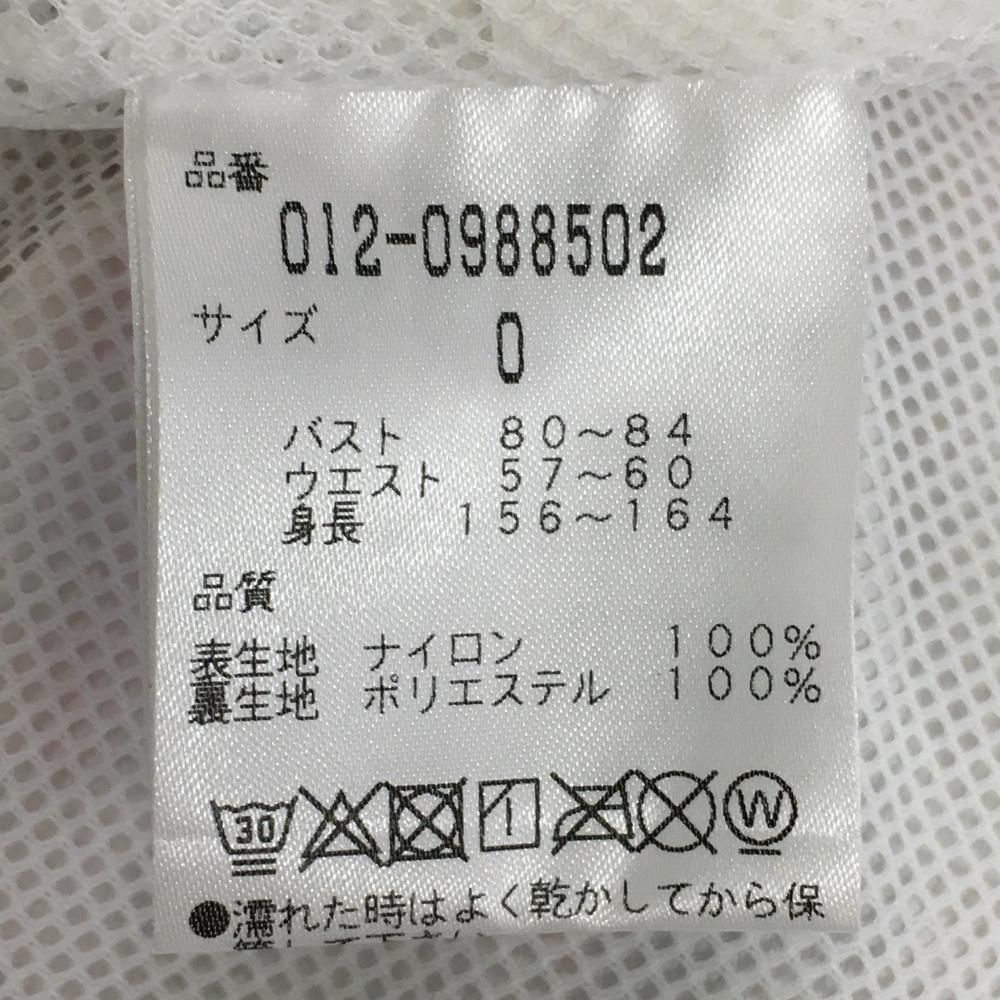 品番
012-0988502
サイズ 0
バスト 80~84
ウエスト 57~60
身長 156~164
品質
表生地 ナイロン 100%
裏生地 ポリエステル 100%
30 W
●濡れた時はよく乾かしてから保